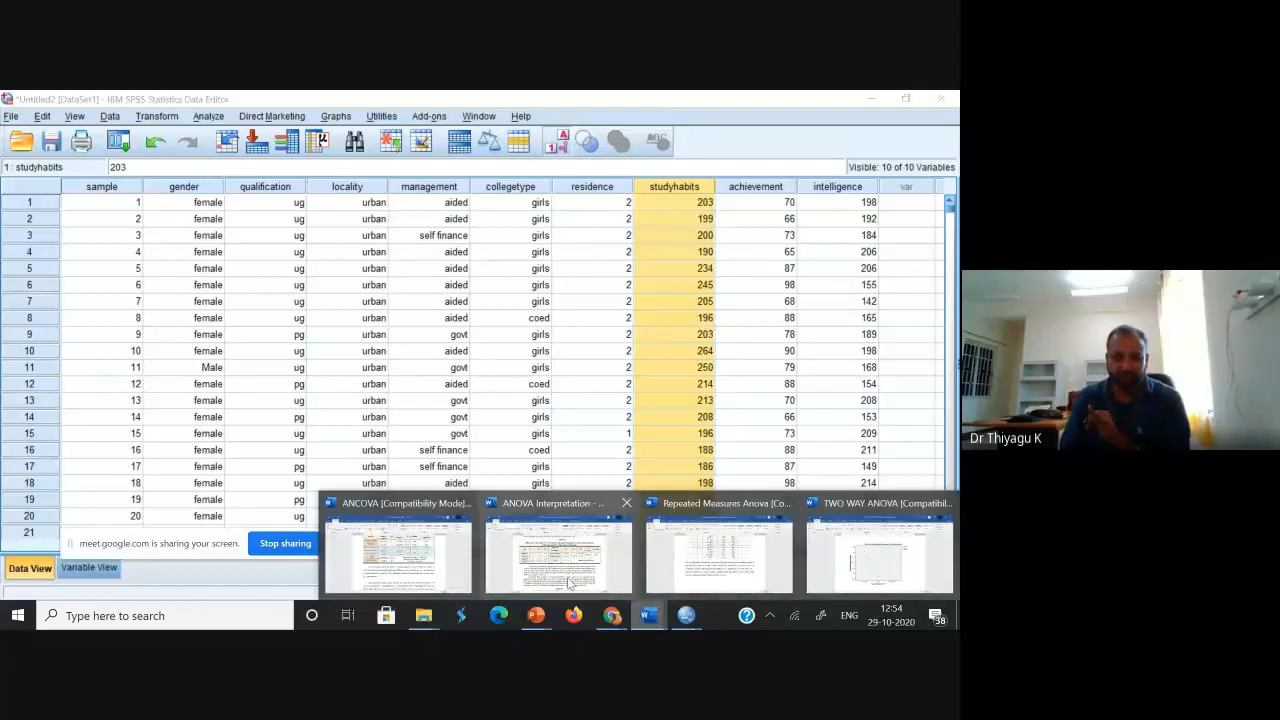 *Untitled2 [DataSet1] - IBM SPSS Statistics Data Editor
File Edit View Data Transform Analyze Direct Marketing Graphs Utilities Add-ons Window Help
1 : studyhabits 203 Visible: 10 of 10 Variables
sample gender qualification locality management collegetype residence studyhabits achievement intelligence var
1 1 female ug urban aided girls 2 203 70 198
2 2 female ug urban aided girls 2 199 66 192
3 3 female ug urban self finance girls 2 200 73 184
4 4 female ug urban aided girls 2 190 65 206
5 5 female ug urban aided girls 2 234 87 206
6 6 female ug urban aided girls 2 245 98 155
7 7 female ug urban aided girls 2 205 68 142
8 8 female ug urban aided coed 2 196 88 165
9 9 female pg urban govt girls 2 203 78 189
10 10 female ug urban aided girls 2 264 90 198
11 11 Male ug urban govt girls 2 250 79 168
12 12 female pg urban aided coed 2 214 88 154
13 13 female ug urban govt girls 2 213 70 208
14 14 female pg urban govt girls 2 208 66 153
15 15 female ug urban govt girls 1 196 73 209
16 16 female ug urban self finance coed 2 188 88 211
17 17 female pg urban self finance girls 2 186 87 149
18 18 female ug urban aided girls 2 198 98 214
19 19 female pg
20 20 female ug
ANCOVA [Compatibility Mode]... ANOVA Interpretation - ... Repeated Measures Anova [Co... TWO WAY ANOVA [Compatibil...
meet.google.com is sharing your screen. Stop sharing
Data View Variable View
Type here to search
ENG
12:54
29-10-2020
38
Dr Thiyagu K